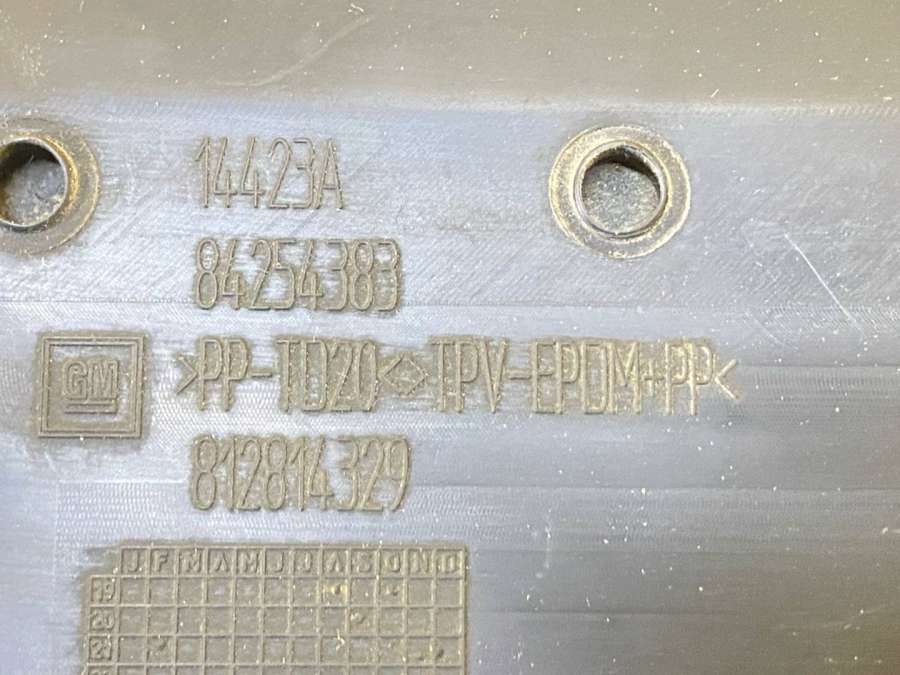 14423A
84254383
GM >PP-TD20<>TPV-EPDM+PP<
812814329
J F M A M J J A S O N D
19
20
21